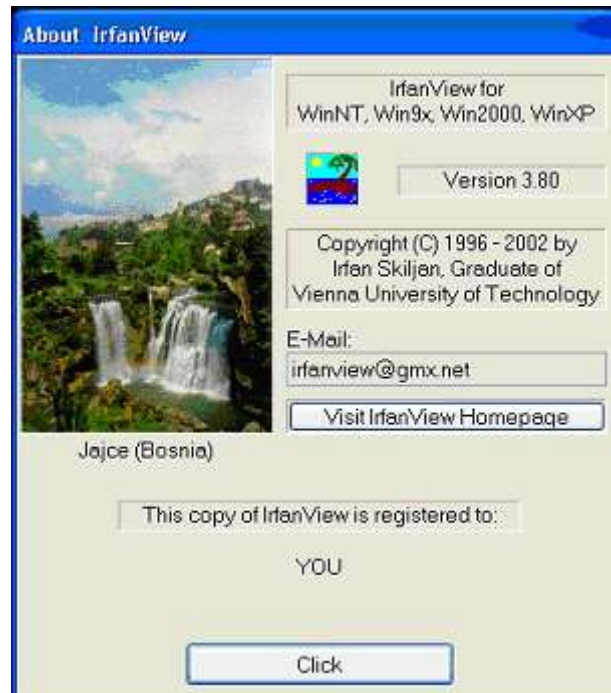 About IrfanView
IrfanView for
WinNT, Win9x, Win2000, WinXP
Version 3.80
Copyright (C) 1996 - 2002 by
Irfan Skiljan, Graduate of
Vienna University of Technology
E-Mail:
irfanview@gmx.net
Visit IrfanView Homepage
Jajce (Bosnia)
This copy of IrfanView is registered to:
YOU
Click